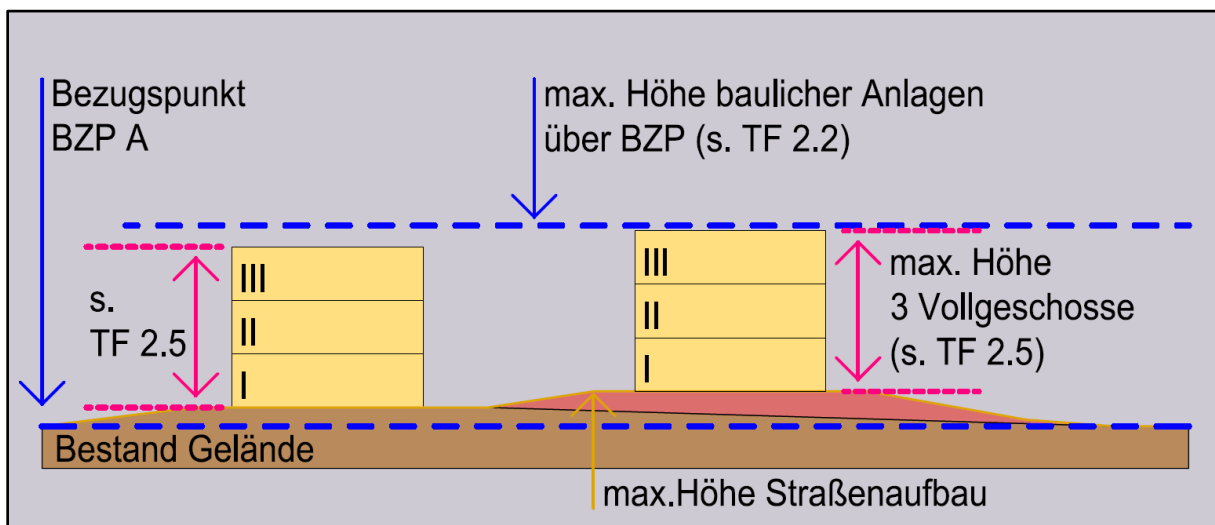 Bezugspunkt
BZP A
max. Höhe baulicher Anlagen
über BZP (s. TF 2.2)
s.
TF 2.5
III
II
I
III
II
I
max. Höhe
3 Vollgeschosse
(s. TF 2.5)
Bestand Gelände
max.Höhe Straßenaufbau